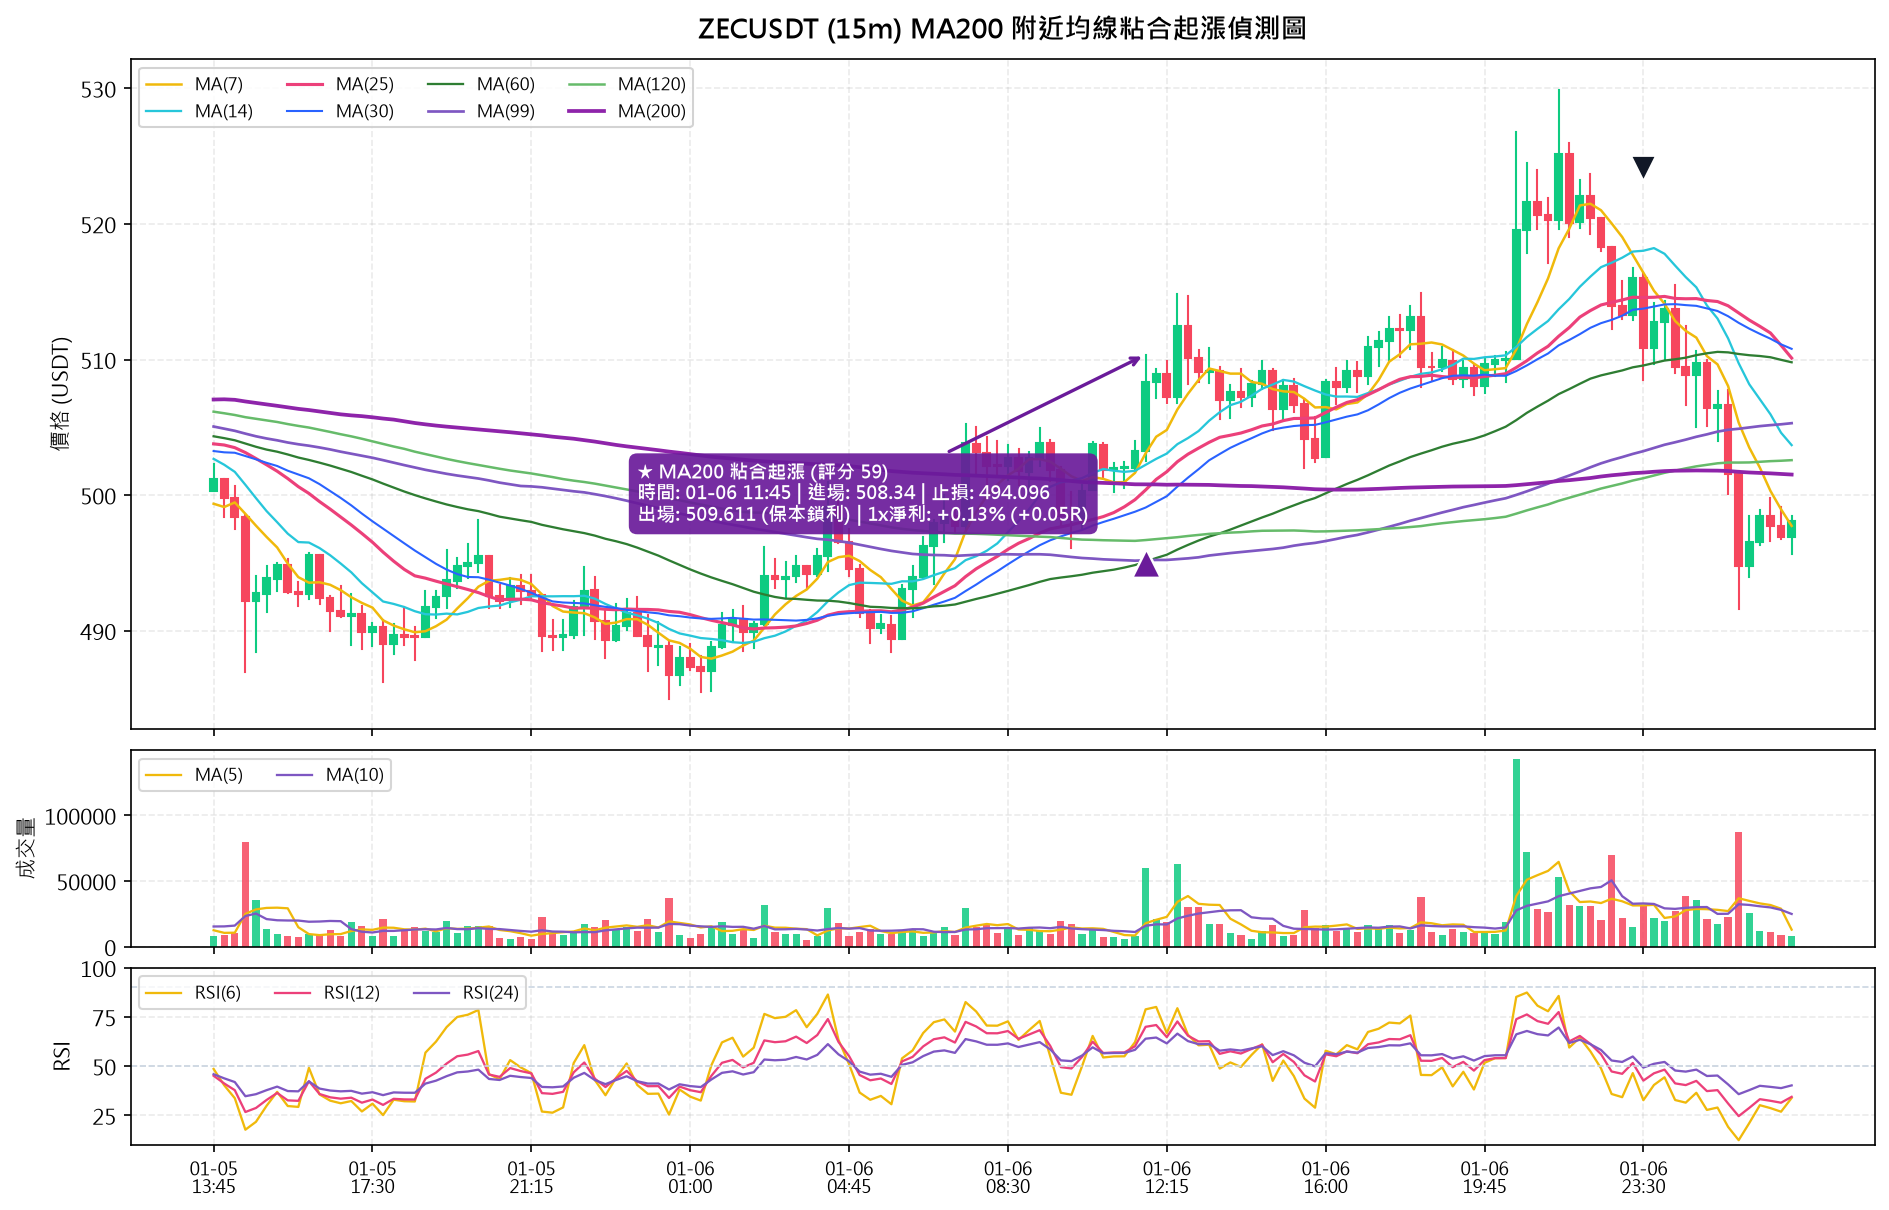 ZECUSDT (15m) MA200 附近均線粘合起漲偵測圖
MA(7) MA(25) MA(60) MA(120)
MA(14) MA(30) MA(99) MA(200)
530
520
510
500
490
價格 (USDT)
★ MA200 粘合起漲 (評分 59)
時間: 01-06 11:45 | 進場: 508.34 | 止損: 494.096
出場: 509.611 (保本鎖利) | 1x淨利: +0.13% (+0.05R)
MA(5) MA(10)
100000
50000
0
成交量
RSI(6) RSI(12) RSI(24)
100
75
50
25
RSI
01-05 01-05 01-05 01-06 01-06 01-06 01-06 01-06 01-06 01-06
13:45 17:30 21:15 01:00 04:45 08:30 12:15 16:00 19:45 23:30